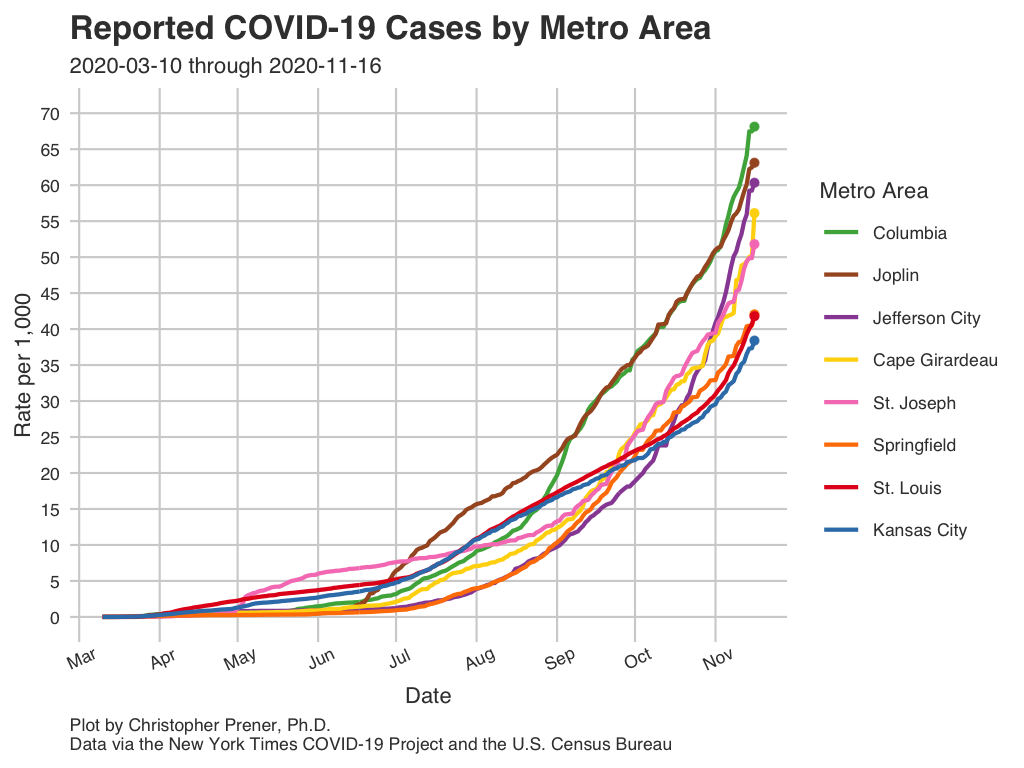 Reported COVID-19 Cases by Metro Area
2020-03-10 through 2020-11-16
Rate per 1,000
70
65
60
55
50
45
40
35
30
25
20
15
10
5
0
Mar
Apr
May
Jun
Jul
Aug
Sep
Oct
Nov
Date
Metro Area
Columbia
Joplin
Jefferson City
Cape Girardeau
St. Joseph
Springfield
St. Louis
Kansas City
Plot by Christopher Prener, Ph.D.
Data via the New York Times COVID-19 Project and the U.S. Census Bureau